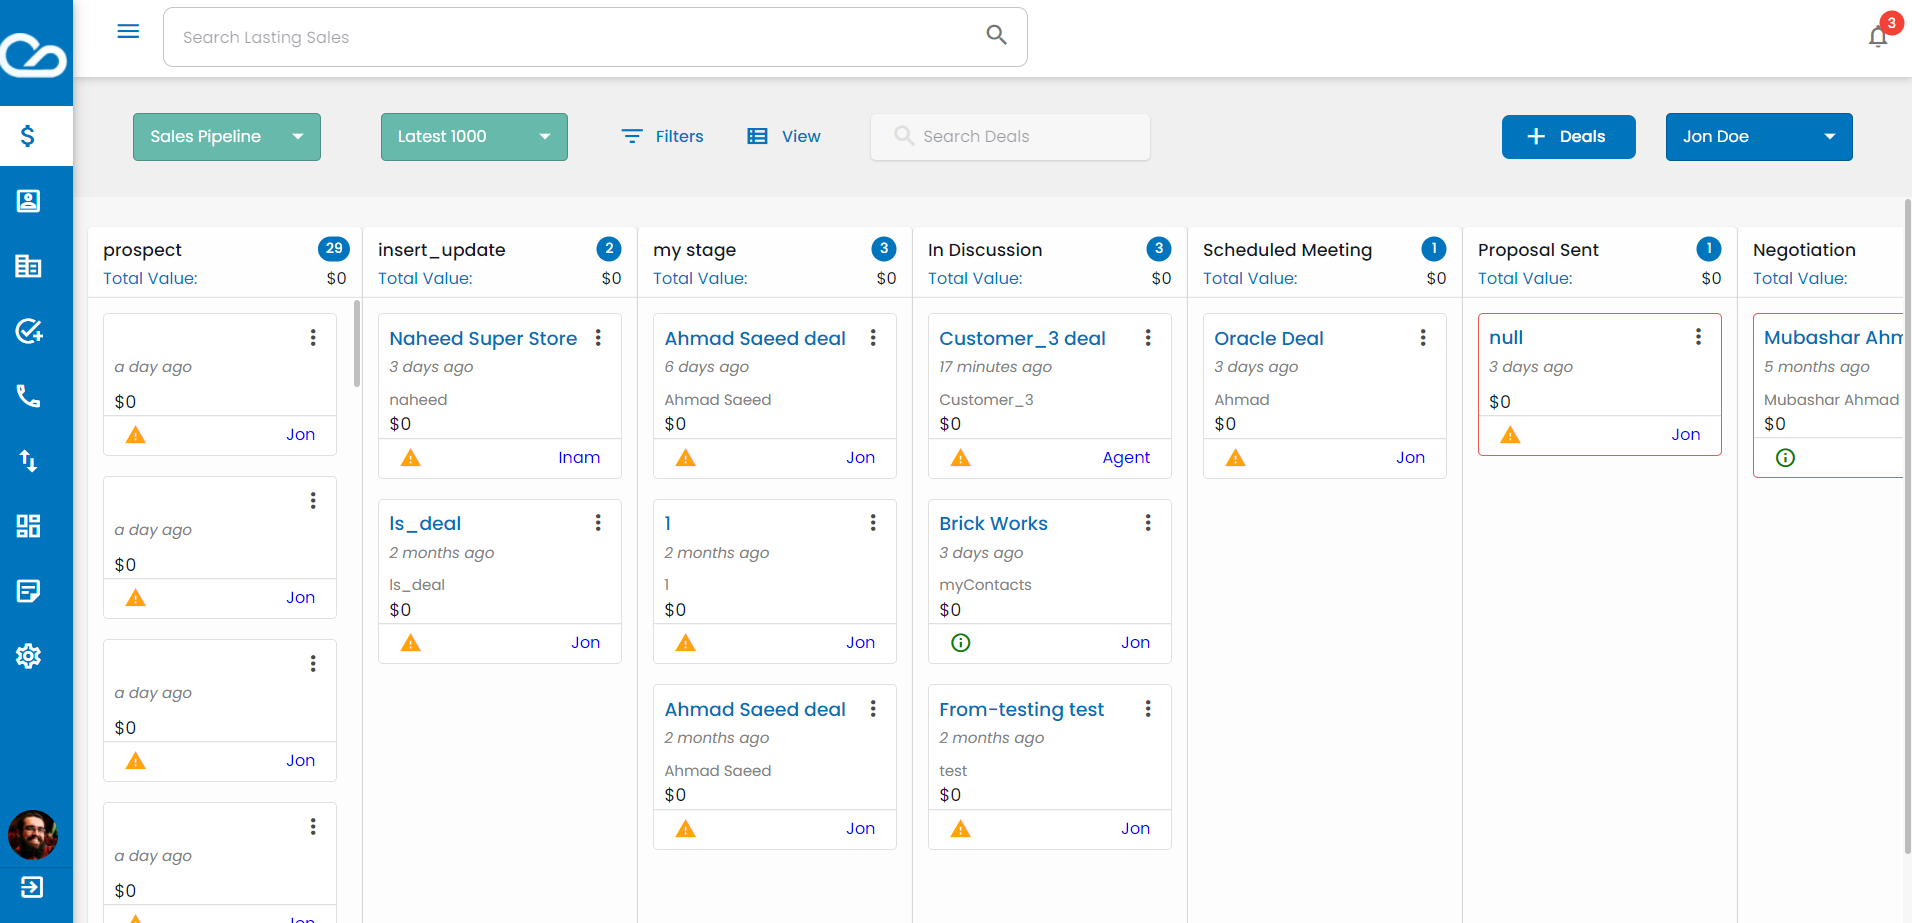 Search Lasting Sales
3
Sales Pipeline
Latest 1000
Filters
View
Search Deals
+ Deals
Jon Doe
prospect 29
Total Value: $0
a day ago
$0
Jon
a day ago
$0
Jon
a day ago
$0
Jon
a day ago
$0
Jon
insert_update 2
Total Value: $0
Naheed Super Store
3 days ago
naheed
$0
Inam
ls_deal
2 months ago
ls_deal
$0
Jon
my stage 3
Total Value: $0
Ahmad Saeed deal
6 days ago
Ahmad Saeed
$0
Jon
1
2 months ago
1
$0
Jon
Ahmad Saeed deal
2 months ago
Ahmad Saeed
$0
Jon
In Discussion 3
Total Value: $0
Customer_3 deal
17 minutes ago
Customer_3
$0
Agent
Brick Works
3 days ago
myContacts
$0
Jon
From-testing test
2 months ago
test
$0
Jon
Scheduled Meeting 1
Total Value: $0
Oracle Deal
3 days ago
Ahmad
$0
Jon
Proposal Sent 1
Total Value: $0
null
3 days ago
$0
Jon
Negotiation
Total Value:
Mubashar Ahm
5 months ago
Mubashar Ahmad
$0